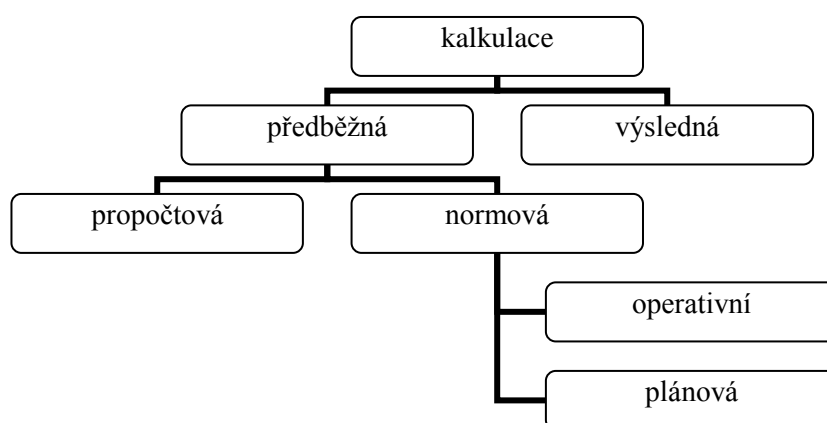 kalkulace
předběžná
výsledná
propočtová
normová
operativní
plánová